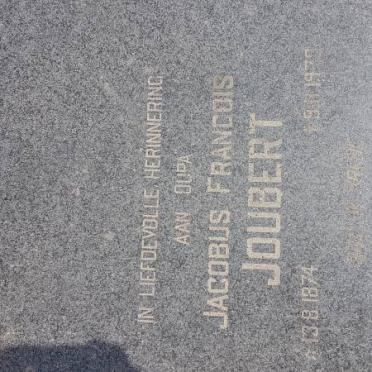 IN LIEFDEVOLLE HERINNERING
AAN OUPA
JACOBUS FRANCOIS
JOUBERT
* 13.8.1874